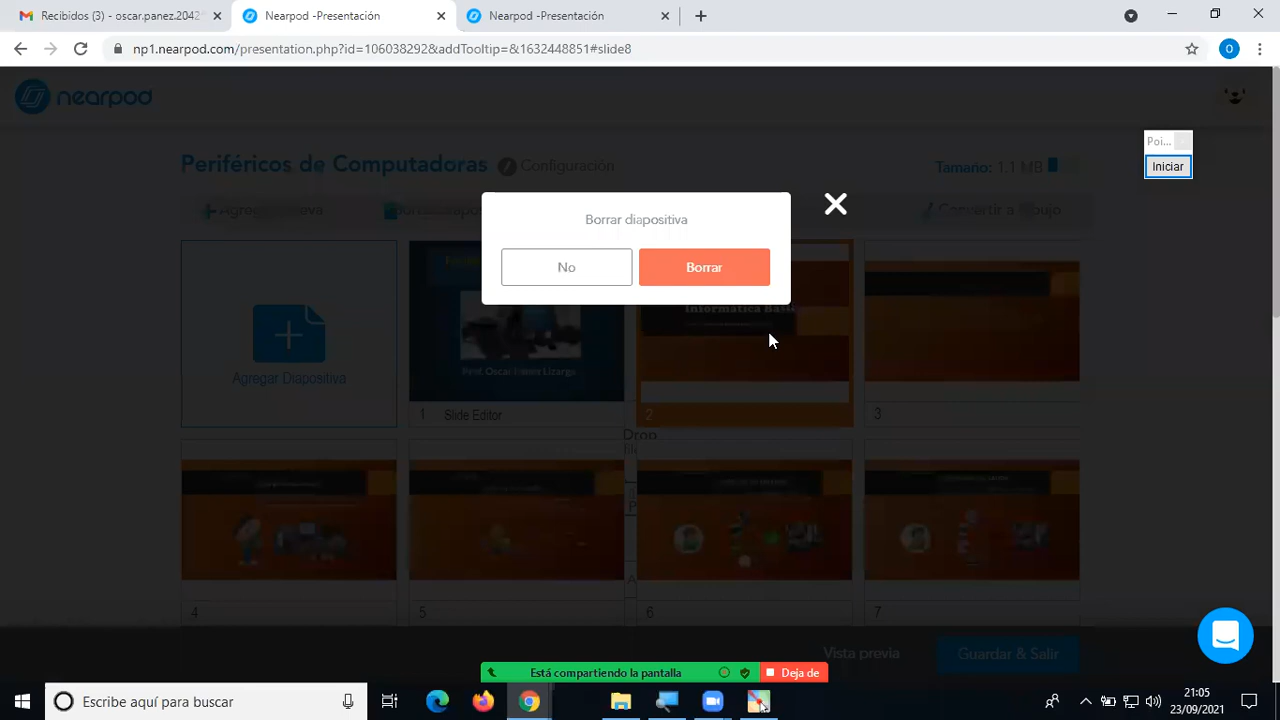 Recibidos (3) - oscar.panez.2042
Nearpod -Presentación
Nearpod -Presentación
np1.nearpod.com/presentation.php?id=106038292&addTooltip=&1632448851#slide8
O
nearpod
Poi...
Iniciar
Periféricos de Computadoras
Configuración
Tamaño: 1.1 MB
Borrar diapositiva
No
Borrar
Agregar Diapositiva
1 Slide Editor
2
3
Drop
4
5
6
7
Vista previa
Guardar & Salir
Está compartiendo la pantalla
Deja de
Escribe aquí para buscar
21:05
23/09/2021